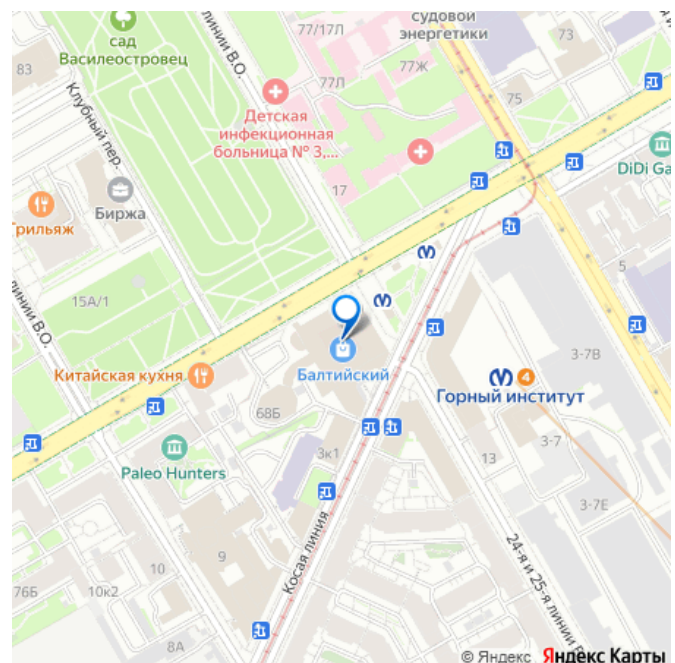 судовой
энергетики
77/17Л
73
сад
Василеостровец
линии В.О.
83
77Л
77Ж
75
Детская
инфекционная
больница № 3,...
Клубный пер.
17
DiDi Ga
Биржа
Грильяж
5
15А/1
линии В.О.
3-7В
Балтийский
Китайская кухня
4
Горный институт
68Б
3-7
3к1
13
Paleo Hunters
3-7Е
Косая линия
9
24-я и 25-я линии В
10
76Б
10к2
8А
© Яндекс Яндекс Карты